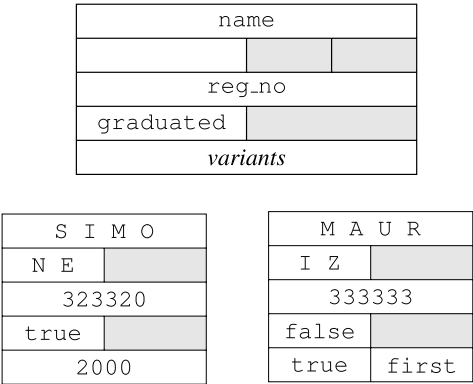 name
reg_no
graduated
variants
S I M O
N E
323320
true
2000
M A U R
I Z
333333
false
true first